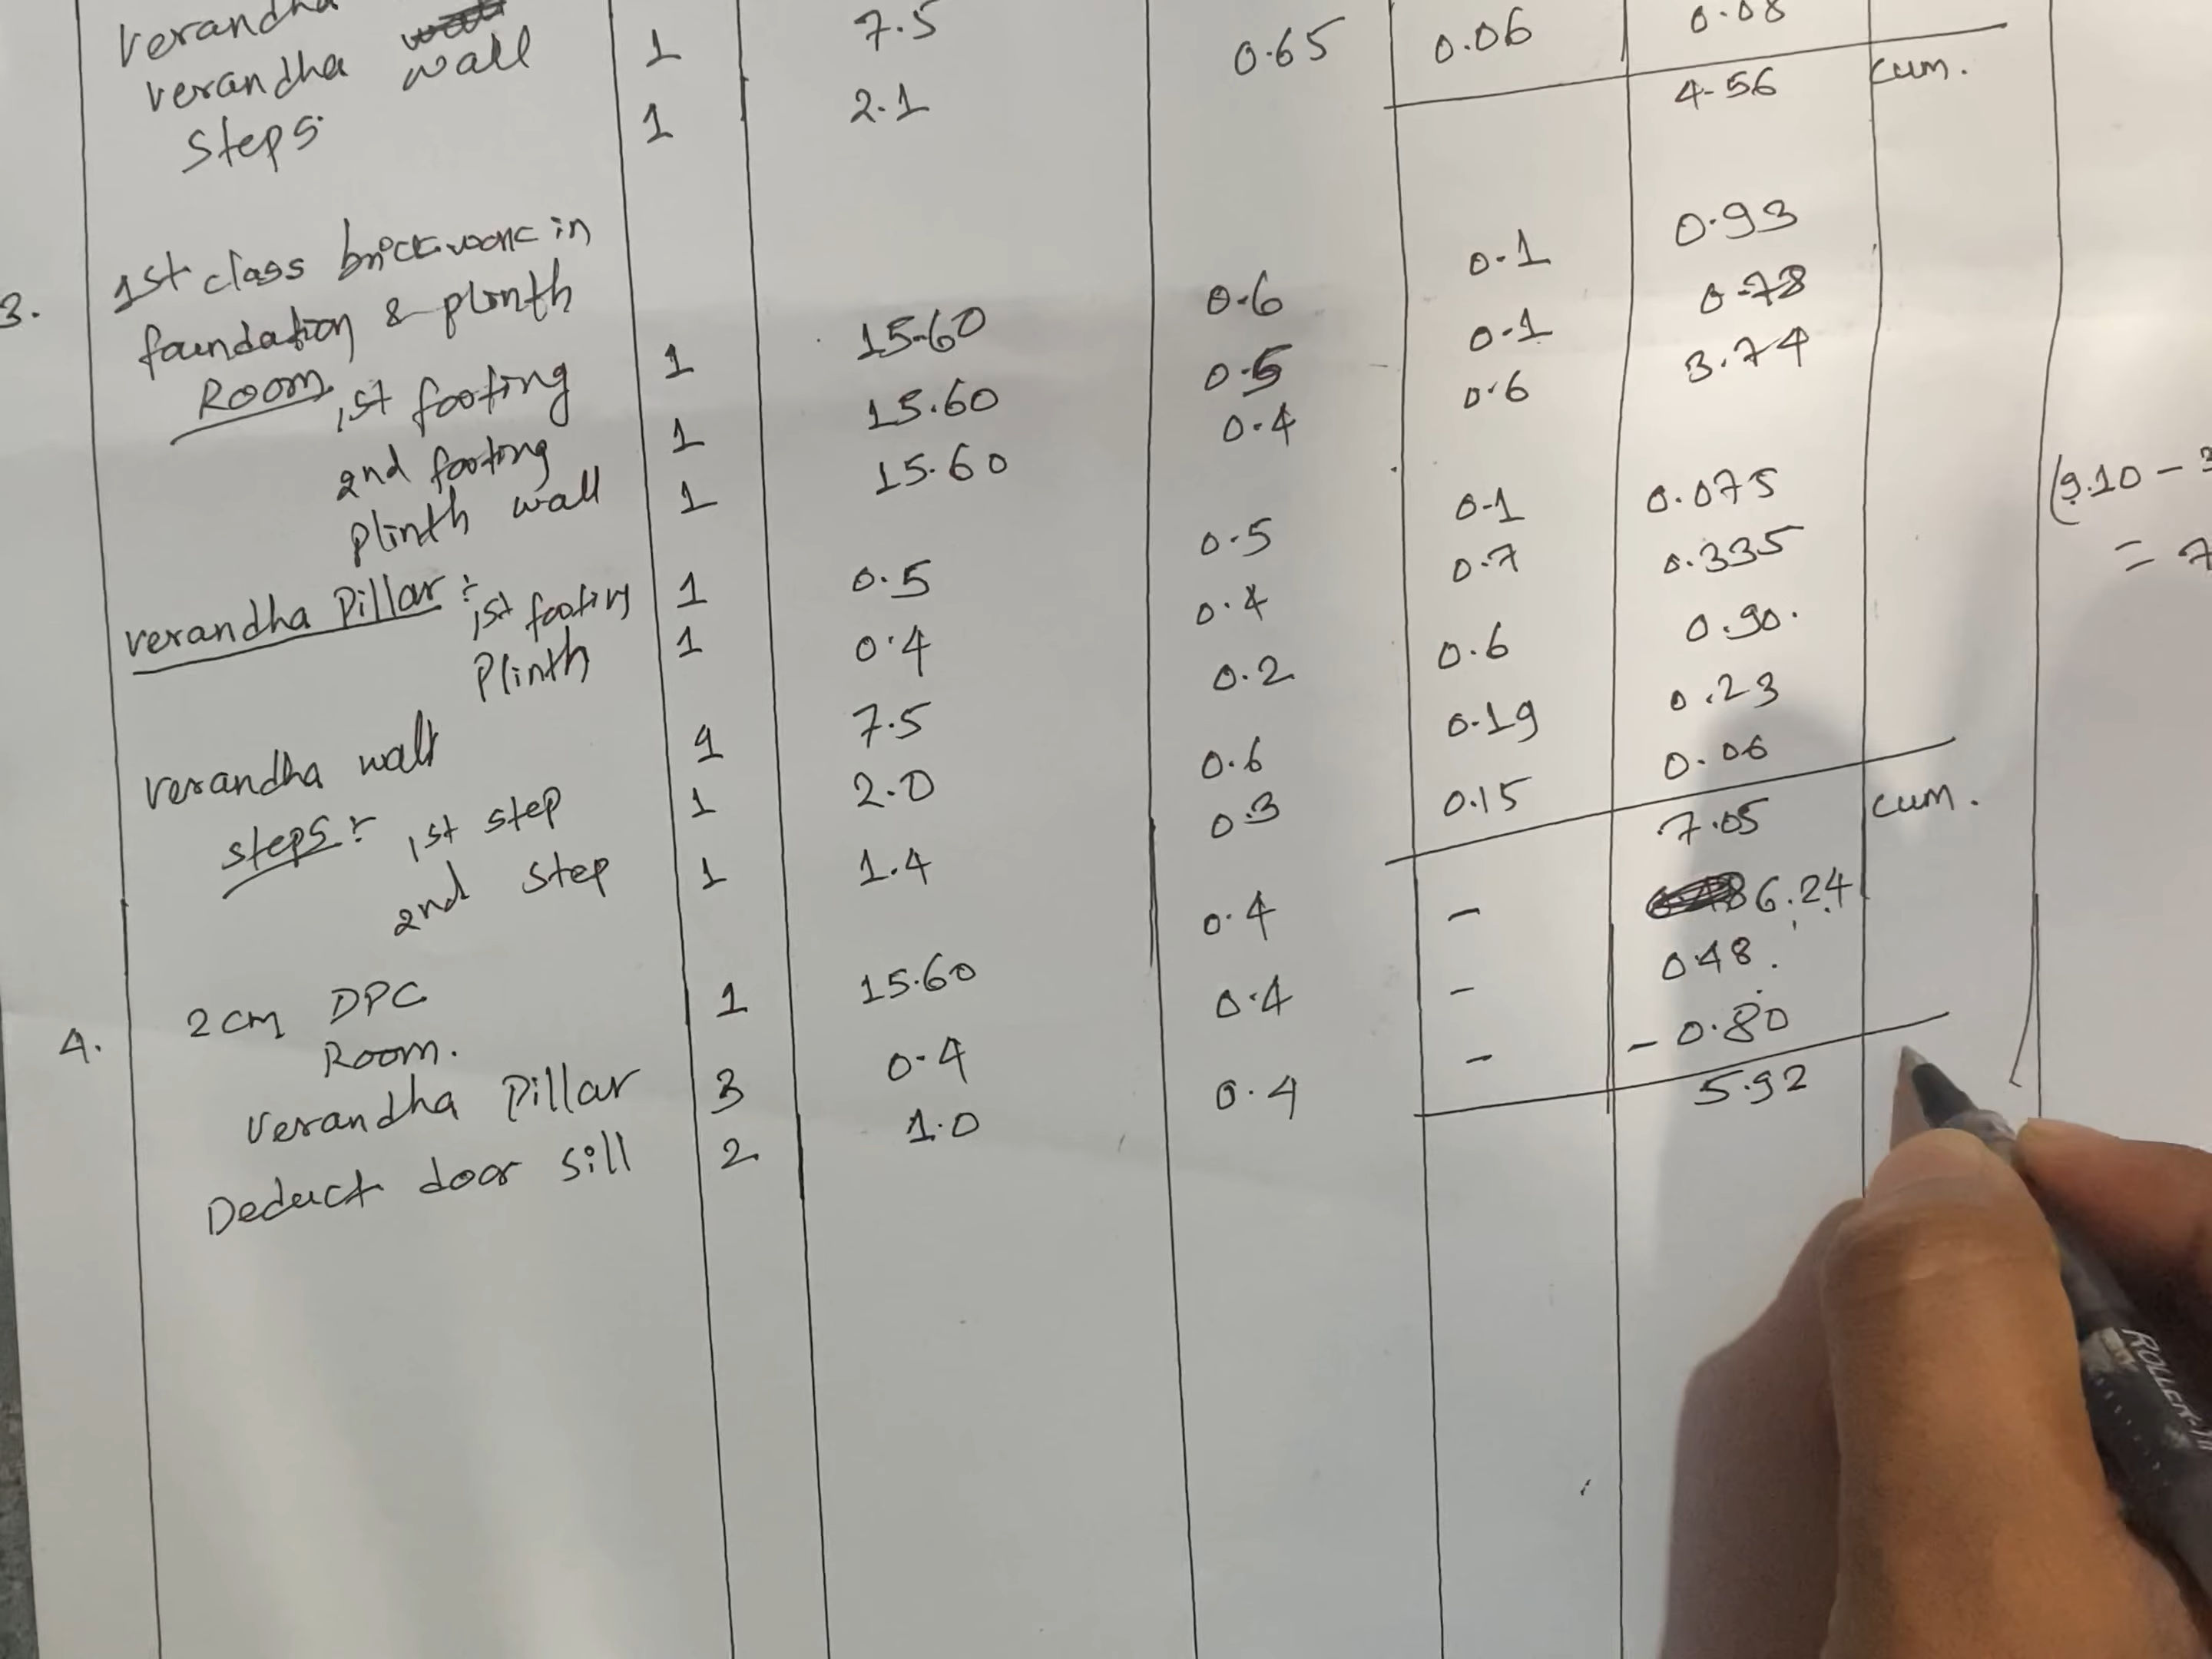 verandha 7.5 0.08
verandha wall 1 2.1 0.65 0.06 4.56 cum.
steps. 1
3. 1st class brick work in
foundation & plinth
Room 1st footing 1 15.60 0.6 0.1 0.93
2nd footing 1 15.60 0.5 0.1 0.78
Plinth wall 1 15.60 0.4 0.6 3.74
verandha Pillar :- 1st footing 1 0.5 0.5 0.1 0.075
Plinth 1 0.4 0.4 0.7 0.335
verandha wall 1 7.5 0.2 0.6 0.90.
steps:- 1st step 1 2.0 0.6 0.19 0.23
2nd step 1 1.4 0.3 0.15 0.06
7.05 cum.
4. 2cm DPC
Room. 1 15.60 0.4 - 6.24
Verandha Pillar 3 0.4 0.4 - 0.48.
Deduct door sill 2 1.0 0.4 - - 0.80
5.92
(9.10 -
=
ROLLER